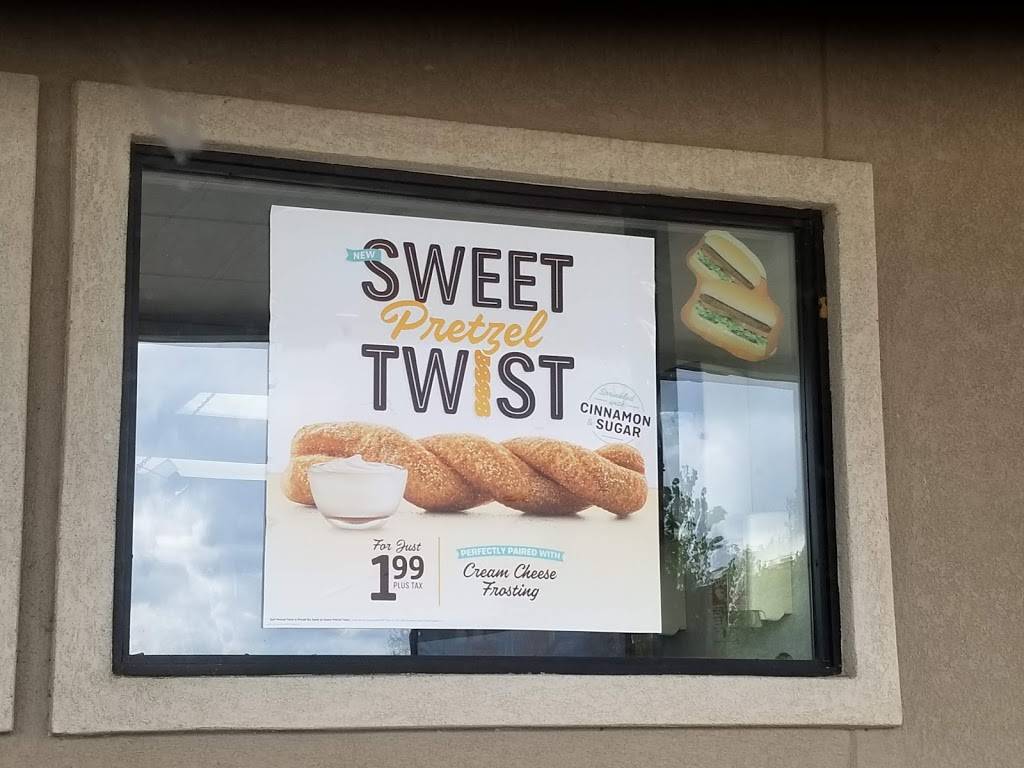 NEW
SWEET
Pretzel
TWIST
Sprinkled
with
CINNAMON
& SUGAR
For Just
1.99
PLUS TAX
PERFECTLY PAIRED WITH
Cream Cheese
Frosting